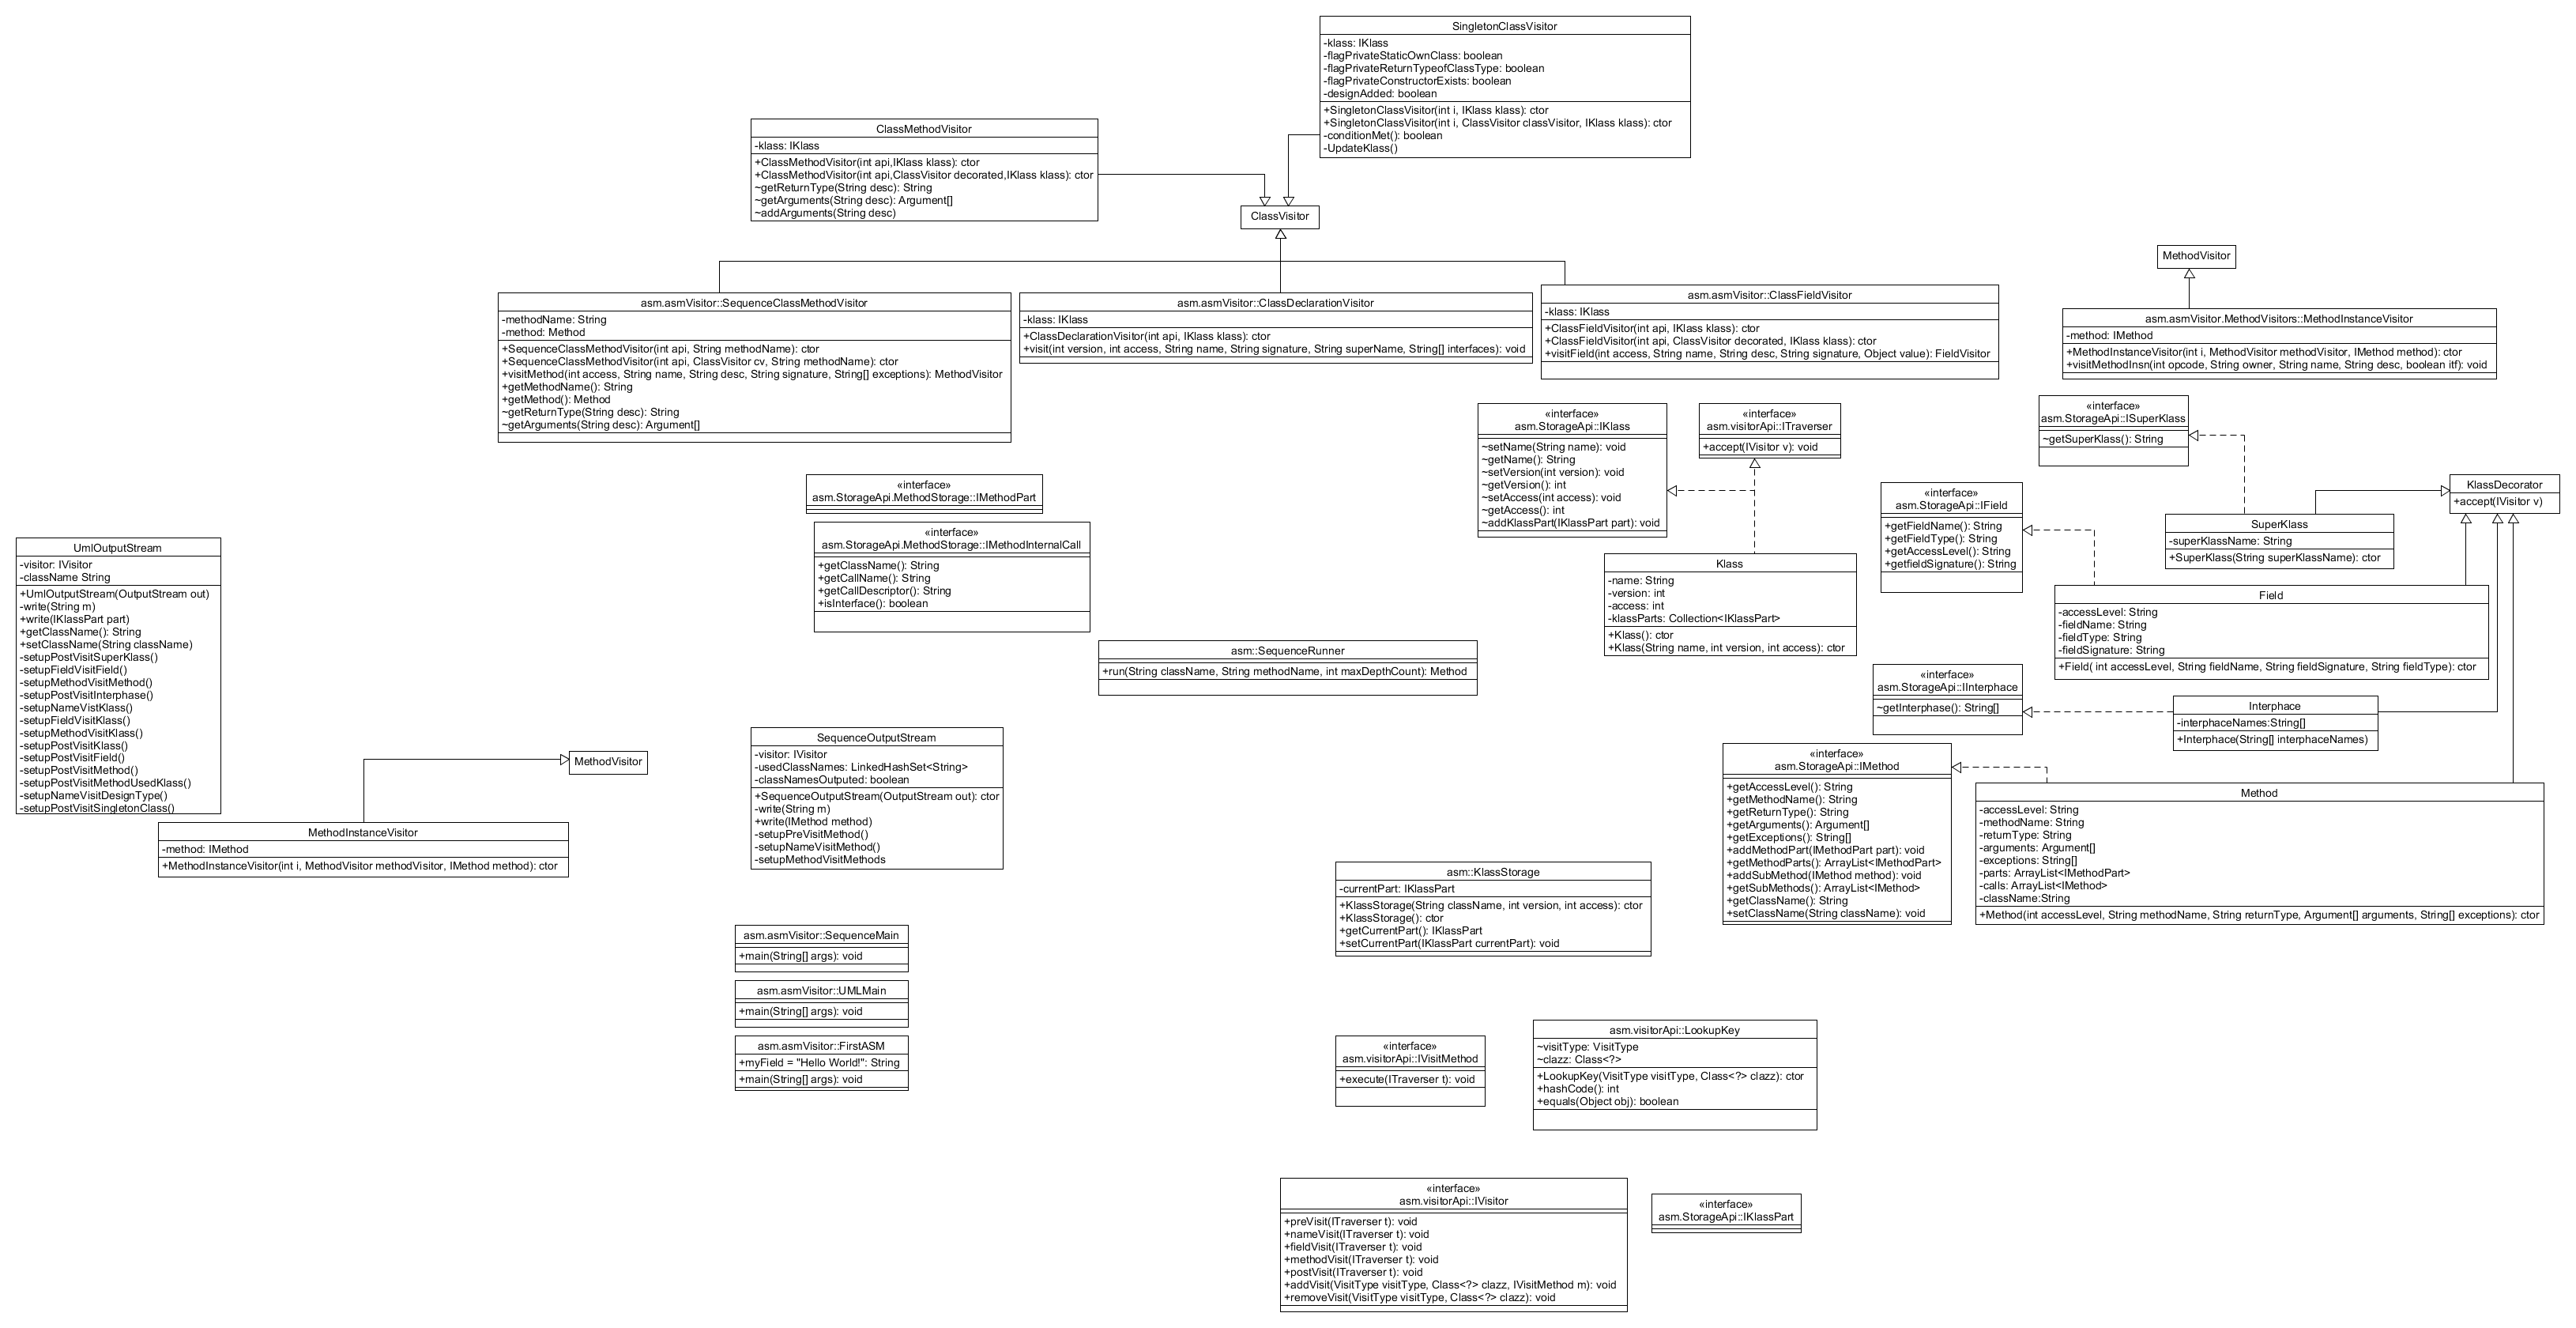 SingletonClassVisitor
-klass: IKlass
-flagPrivateStaticOwnClass: boolean
-flagPrivateReturnTypeofClassType: boolean
-flagPrivateConstructorExists: boolean
-designAdded: boolean
+SingletonClassVisitor(int i, IKlass klass): ctor
+SingletonClassVisitor(int i, ClassVisitor classVisitor, IKlass klass): ctor
-conditionMet(): boolean
-UpdateKlass()
ClassMethodVisitor
-klass: IKlass
+ClassMethodVisitor(int api,IKlass klass): ctor
+ClassMethodVisitor(int api,ClassVisitor decorated,IKlass klass): ctor
~getReturnType(String desc): String
~getArguments(String desc): Argument[]
~addArguments(String desc)
ClassVisitor
MethodVisitor
asm.asmVisitor::SequenceClassMethodVisitor
-methodName: String
-method: Method
+SequenceClassMethodVisitor(int api, String methodName): ctor
+SequenceClassMethodVisitor(int api, ClassVisitor cv, String methodName): ctor
+visitMethod(int access, String name, String desc, String signature, String[] exceptions): MethodVisitor
+getMethodName(): String
+getMethod(): Method
~getReturnType(String desc): String
~getArguments(String desc): Argument[]
asm.asmVisitor::ClassDeclarationVisitor
-klass: IKlass
+ClassDeclarationVisitor(int api, IKlass klass): ctor
+visit(int version, int access, String name, String signature, String superName, String[] interfaces): void
asm.asmVisitor::ClassFieldVisitor
-klass: IKlass
+ClassFieldVisitor(int api, IKlass klass): ctor
+ClassFieldVisitor(int api, ClassVisitor decorated, IKlass klass): ctor
+visitField(int access, String name, String desc, String signature, Object value): FieldVisitor
asm.asmVisitor.MethodVisitors::MethodInstanceVisitor
-method: IMethod
+MethodInstanceVisitor(int i, MethodVisitor methodVisitor, IMethod method): ctor
+visitMethodInsn(int opcode, String owner, String name, String desc, boolean itf): void
«interface»
asm.StorageApi::IKlass
~setName(String name): void
~getName(): String
~setVersion(int version): void
~getVersion(): int
~setAccess(int access): void
~getAccess(): int
~addKlassPart(IKlassPart part): void
«interface»
asm.visitorApi::ITraverser
+accept(IVisitor v): void
«interface»
asm.StorageApi::ISuperKlass
~getSuperKlass(): String
«interface»
asm.StorageApi.MethodStorage::IMethodPart
«interface»
asm.StorageApi.MethodStorage::IMethodInternalCall
+getClassName(): String
+getCallName(): String
+getCallDescriptor(): String
+isInterface(): boolean
«interface»
asm.StorageApi::IField
+getFieldName(): String
+getFieldType(): String
+getAccessLevel(): String
+getfieldSignature(): String
KlassDecorator
+accept(IVisitor v)
SuperKlass
-superKlassName: String
+SuperKlass(String superKlassName): ctor
UmlOutputStream
-visitor: IVisitor
-className String
+UmlOutputStream(OutputStream out)
-write(String m)
+write(IKlassPart part)
+getClassName(): String
+setClassName(String className)
-setupPostVisitSuperKlass()
-setupFieldVisitField()
-setupMethodVisitMethod()
-setupPostVisitInterphase()
-setupNameVistKlass()
-setupFieldVisitKlass()
-setupMethodVisitKlass()
-setupPostVisitKlass()
-setupPostVisitField()
-setupPostVisitMethod()
-setupPostVisitMethodUsedKlass()
-setupNameVisitDesignType()
-setupPostVisitSingletonClass()
Klass
-name: String
-version: int
-access: int
-klassParts: Collection<IKlassPart>
+Klass(): ctor
+Klass(String name, int version, int access): ctor
Field
-accessLevel: String
-fieldName: String
-fieldType: String
-fieldSignature: String
+Field( int accessLevel, String fieldName, String fieldSignature, String fieldType): ctor
asm::SequenceRunner
+run(String className, String methodName, int maxDepthCount): Method
«interface»
asm.StorageApi::IInterphace
~getInterphase(): String[]
Interphace
-interphaceNames:String[]
+Interphace(String[] interphaceNames)
MethodVisitor
MethodInstanceVisitor
-method: IMethod
+MethodInstanceVisitor(int i, MethodVisitor methodVisitor, IMethod method): ctor
SequenceOutputStream
-visitor: IVisitor
-usedClassNames: LinkedHashSet<String>
-classNamesOutputed: boolean
+SequenceOutputStream(OutputStream out): ctor
-write(String m)
+write(IMethod method)
-setupPreVisitMethod()
-setupNameVisitMethod()
-setupMethodVisitMethods
«interface»
asm.StorageApi::IMethod
+getAccessLevel(): String
+getMethodName(): String
+getReturnType(): String
+getArguments(): Argument[]
+getExceptions(): String[]
+addMethodPart(IMethodPart part): void
+getMethodParts(): ArrayList<IMethodPart>
+addSubMethod(IMethod method): void
+getSubMethods(): ArrayList<IMethod>
+getClassName(): String
+setClassName(String className): void
Method
-accessLevel: String
-methodName: String
-returnType: String
-arguments: Argument[]
-exceptions: String[]
-parts: ArrayList<IMethodPart>
-calls: ArrayList<IMethod>
-className:String
+Method(int accessLevel, String methodName, String returnType, Argument[] arguments, String[] exceptions): ctor
asm::KlassStorage
-currentPart: IKlassPart
+KlassStorage(String className, int version, int access): ctor
+KlassStorage(): ctor
+getCurrentPart(): IKlassPart
+setCurrentPart(IKlassPart currentPart): void
asm.asmVisitor::SequenceMain
+main(String[] args): void
asm.asmVisitor::UMLMain
+main(String[] args): void
asm.asmVisitor::FirstASM
+myField = "Hello World!": String
+main(String[] args): void
«interface»
asm.visitorApi::IVisitMethod
+execute(ITraverser t): void
asm.visitorApi::LookupKey
~visitType: VisitType
~clazz: Class<?>
+LookupKey(VisitType visitType, Class<?> clazz): ctor
+hashCode(): int
+equals(Object obj): boolean
«interface»
asm.visitorApi::IVisitor
+preVisit(ITraverser t): void
+nameVisit(ITraverser t): void
+fieldVisit(ITraverser t): void
+methodVisit(ITraverser t): void
+postVisit(ITraverser t): void
+addVisit(VisitType visitType, Class<?> clazz, IVisitMethod m): void
+removeVisit(VisitType visitType, Class<?> clazz): void
«interface»
asm.StorageApi::IKlassPart